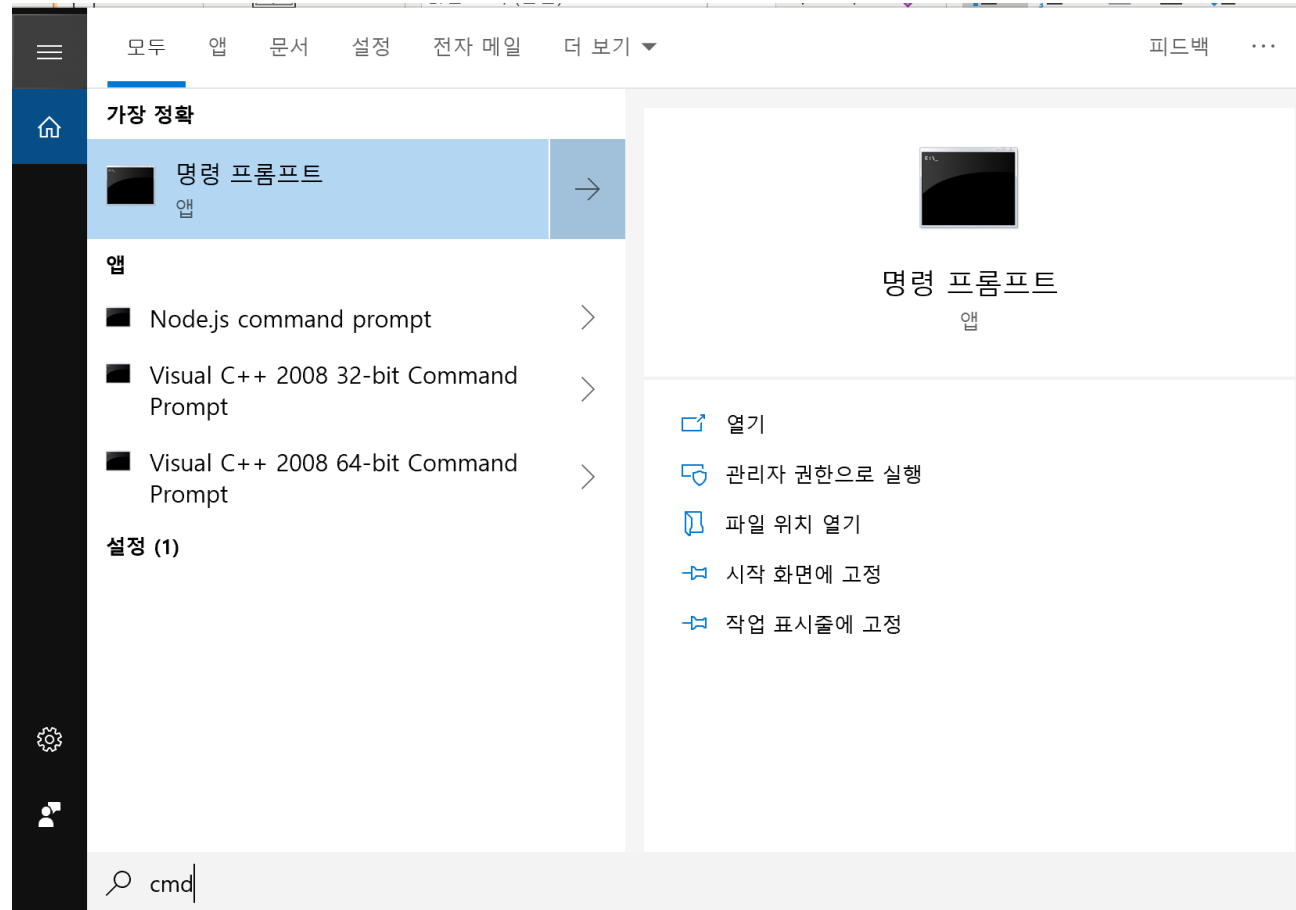 모두 앱 문서 설정 전자 메일 더 보기 피드백 ...
가장 정확
명령 프롬프트
앱
앱
Node.js command prompt
Visual C++ 2008 32-bit Command
Prompt
Visual C++ 2008 64-bit Command
Prompt
설정 (1)
명령 프롬프트
앱
열기
관리자 권한으로 실행
파일 위치 열기
시작 화면에 고정
작업 표시줄에 고정
cmd